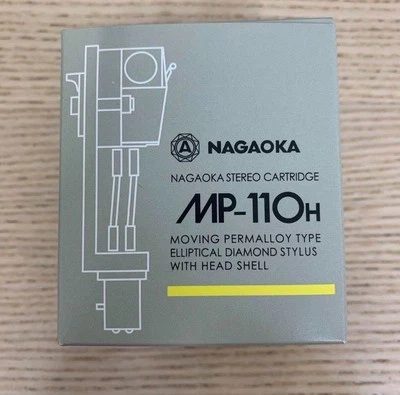 A NAGAOKA
NAGAOKA STEREO CARTRIDGE
MP-110H
MOVING PERMALLOY TYPE
ELLIPTICAL DIAMOND STYLUS
WITH HEAD SHELL